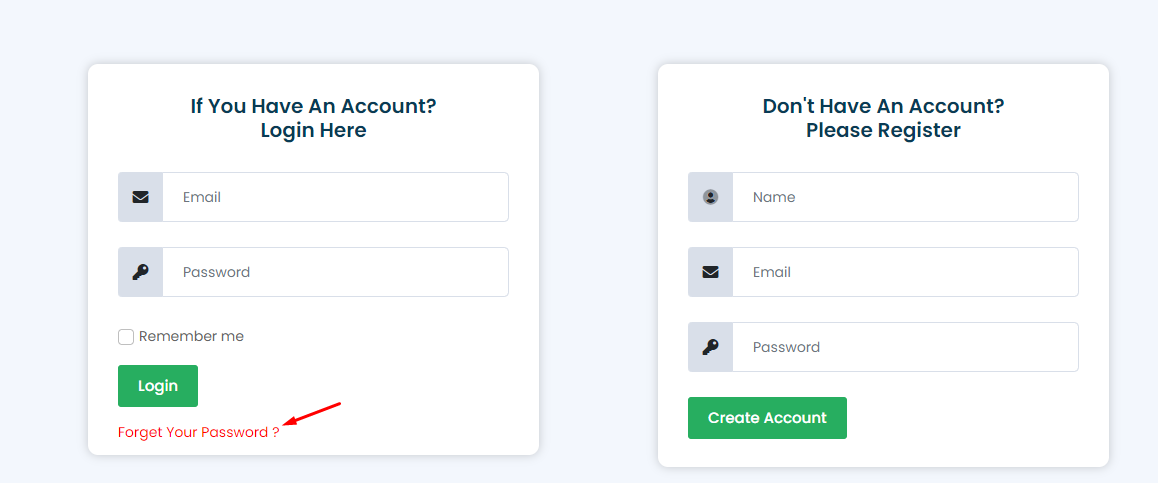 If You Have An Account?
Login Here
Email
Password
Remember me
Login
Forget Your Password ?
Don't Have An Account?
Please Register
Name
Email
Password
Create Account